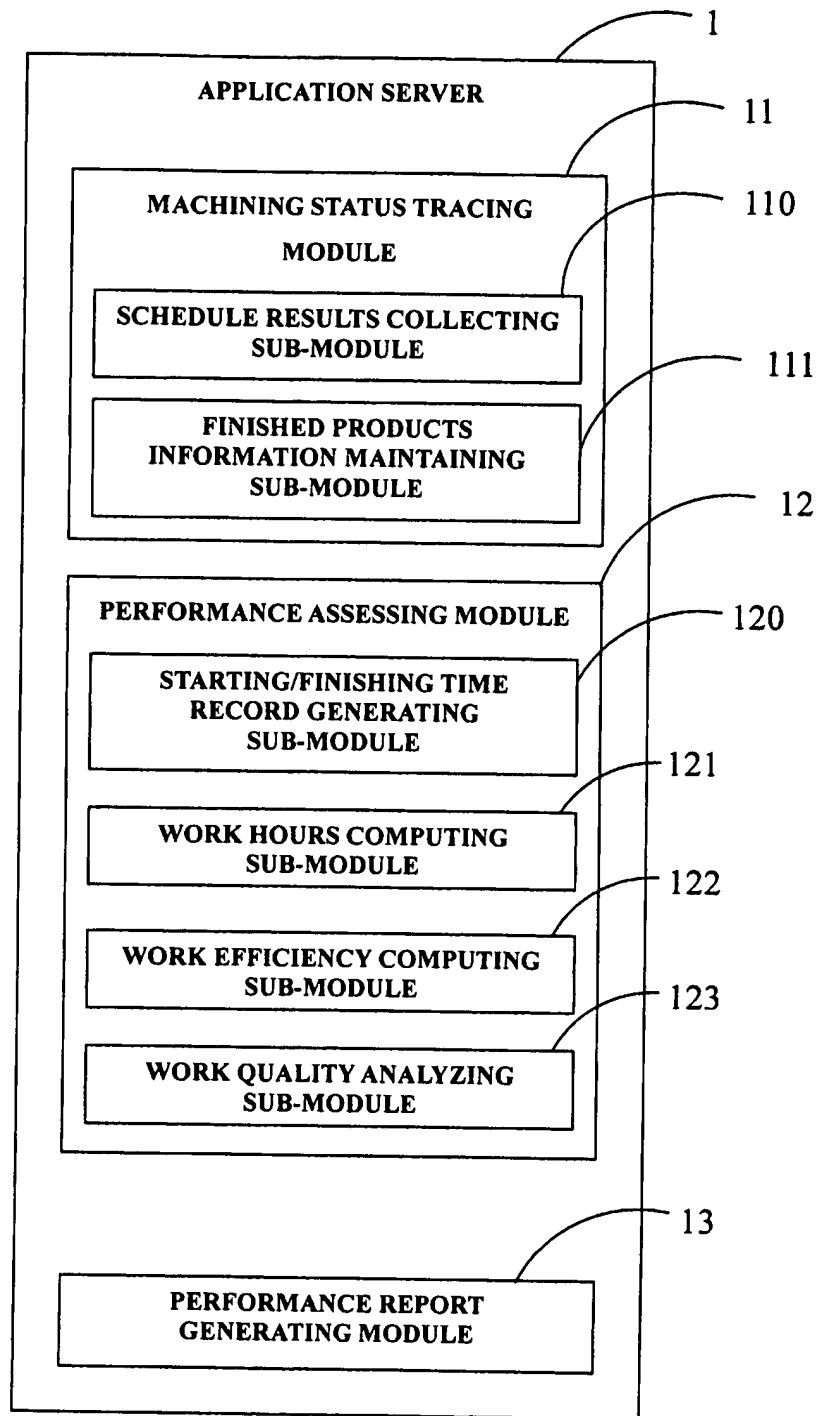 1
APPLICATION SERVER
11
MACHINING STATUS TRACING
MODULE
110
SCHEDULE RESULTS COLLECTING
SUB-MODULE
111
FINISHED PRODUCTS
INFORMATION MAINTAINING
SUB-MODULE
12
PERFORMANCE ASSESSING MODULE
120
STARTING/FINISHING TIME
RECORD GENERATING
SUB-MODULE
121
WORK HOURS COMPUTING
SUB-MODULE
122
WORK EFFICIENCY COMPUTING
SUB-MODULE
123
WORK QUALITY ANALYZING
SUB-MODULE
13
PERFORMANCE REPORT
GENERATING MODULE